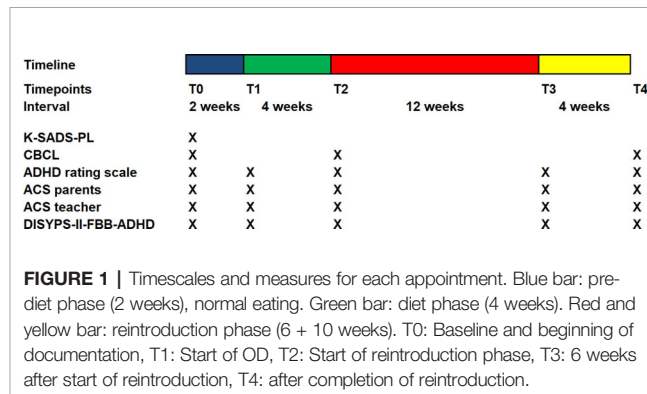 Timeline
Timepoints T0 T1 T2 T3 T4
Interval 2 weeks 4 weeks 12 weeks 4 weeks
K-SADS-PL X
CBCL X X X
ADHD rating scale X X X X X
ACS parents X X X X X
ACS teacher X X X X X
DISYPS-II-FBB-ADHD X X X X X
FIGURE 1 | Timescales and measures for each appointment. Blue bar: pre-
diet phase (2 weeks), normal eating. Green bar: diet phase (4 weeks). Red and
yellow bar: reintroduction phase (6 + 10 weeks). T0: Baseline and beginning of
documentation, T1: Start of OD, T2: Start of reintroduction phase, T3: 6 weeks
after start of reintroduction, T4: after completion of reintroduction.